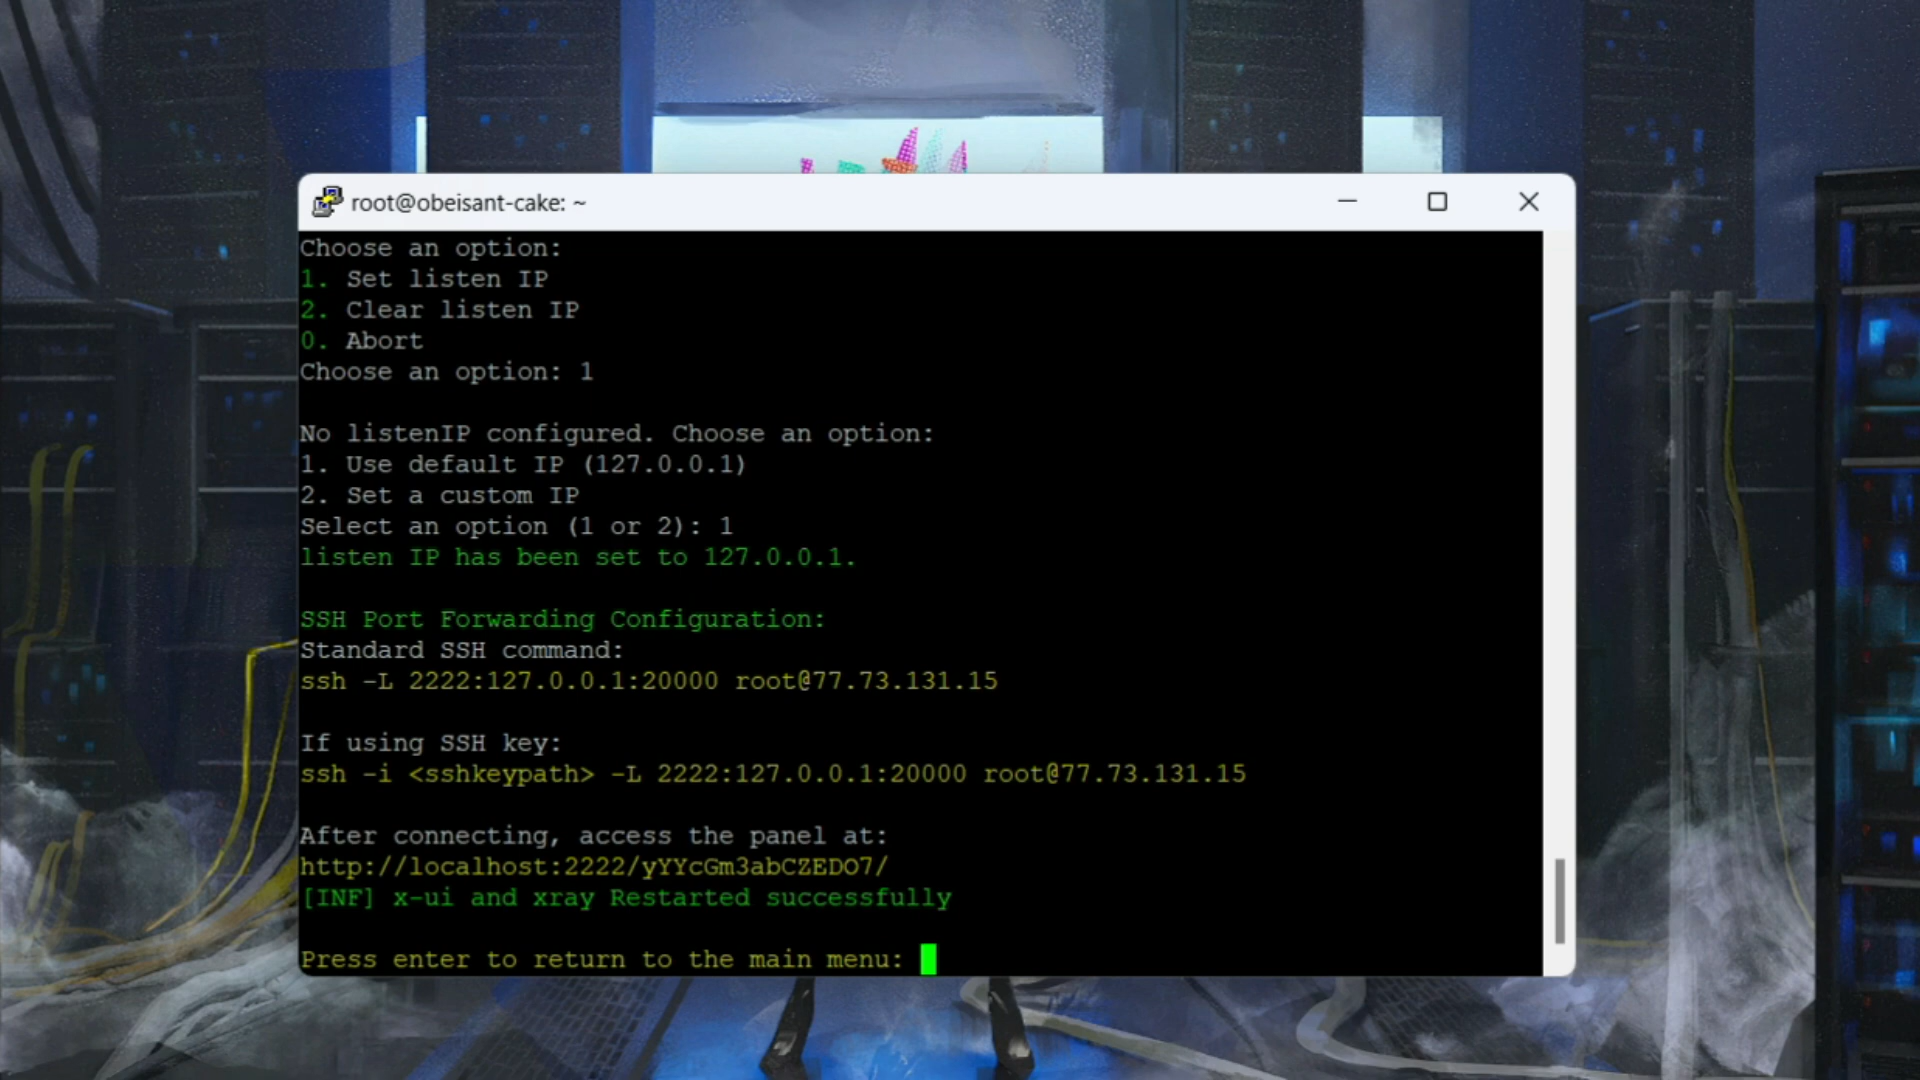 root@obeisant-cake: ~
Choose an option:
1. Set listen IP
2. Clear listen IP
0. Abort
Choose an option: 1
No listenIP configured. Choose an option:
1. Use default IP (127.0.0.1)
2. Set a custom IP
Select an option (1 or 2): 1
listen IP has been set to 127.0.0.1.
SSH Port Forwarding Configuration:
Standard SSH command:
ssh -L 2222:127.0.0.1:20000 root@77.73.131.15
If using SSH key:
ssh -i <sshkeypath> -L 2222:127.0.0.1:20000 root@77.73.131.15
After connecting, access the panel at:
http://localhost:2222/yYYcGm3abCZEDO7/
[INF] x-ui and xray Restarted successfully
Press enter to return to the main menu: